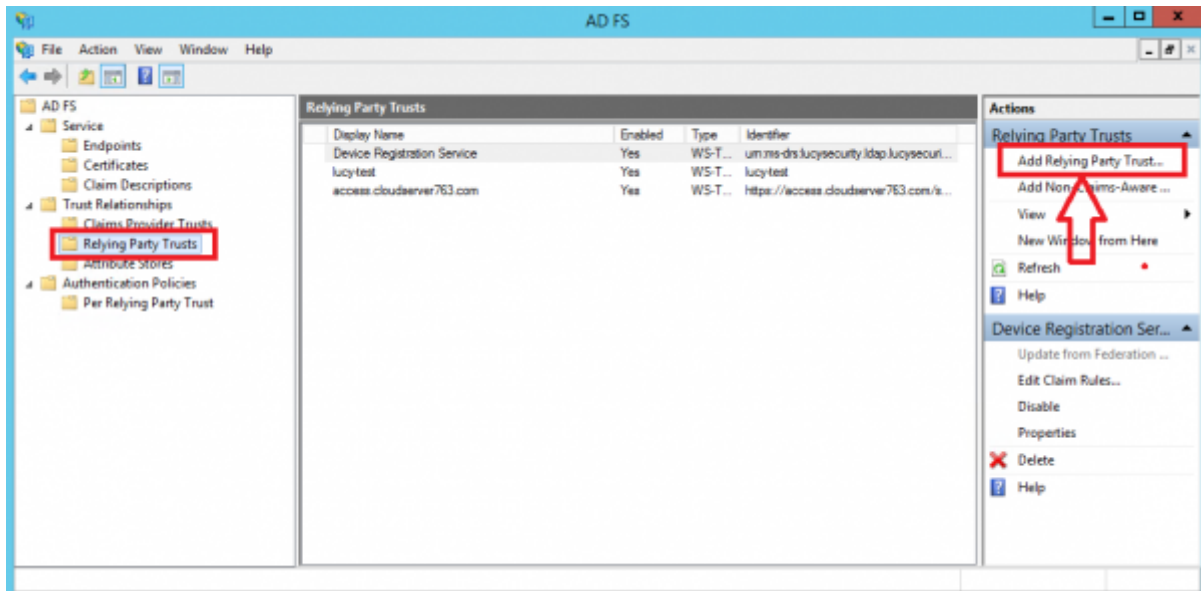 AD FS
File Action View Window Help
AD FS
Service
Endpoints
Certificates
Claim Descriptions
Trust Relationships
Claims Provider Trusts
Relying Party Trusts
Attribute Stores
Authentication Policies
Per Relying Party Trust
Relying Party Trusts
Display Name Enabled Type Identifier
Device Registration Service Yes WS-T... urn:ms-drs:lucysecurity.ldap.lucysecuri...
lucy-test Yes WS-T... lucy-test
access.cloudserver763.com Yes WS-T... https://access.cloudserver763.com/s...
Actions
Relying Party Trusts
Add Relying Party Trust...
Add Non-Claims-Aware ...
View
New Window from Here
Refresh
Help
Device Registration Ser...
Update from Federation ...
Edit Claim Rules...
Disable
Properties
Delete
Help